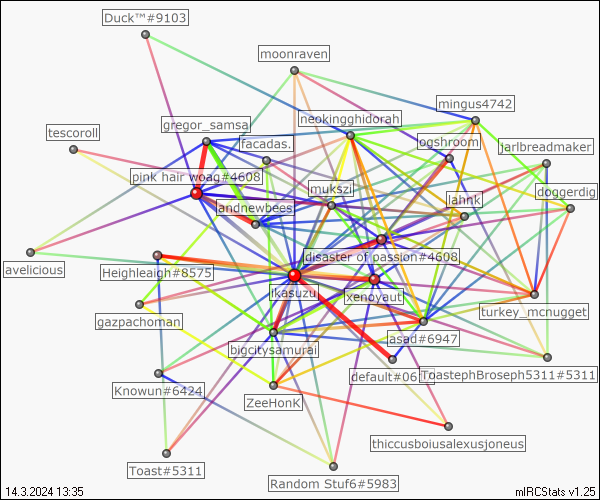 Duck™#9103
moonraven
mingus4742
neokingghidorah
gregor_samsa
tescoroll
ogshroom
facadas.
jarlbreadmaker
pink hair woag#4608
mukszi
doggerdig
lahnk
landnewbees
disaster of passion#4608
avelicious
Heighleaigh#8575
ikasuzu
xenoyaut
turkey_mcnugget
gazpachoman
asad#6947
bigcitysamurai
default#06
ToastephBroseph5311#5311
Knowun#6424
ZeeHonK
thiccusboiusalexusjoneus
Toast#5311
Random Stuf6#5983
14.3.2024 13:35
mIRCStats v1.25